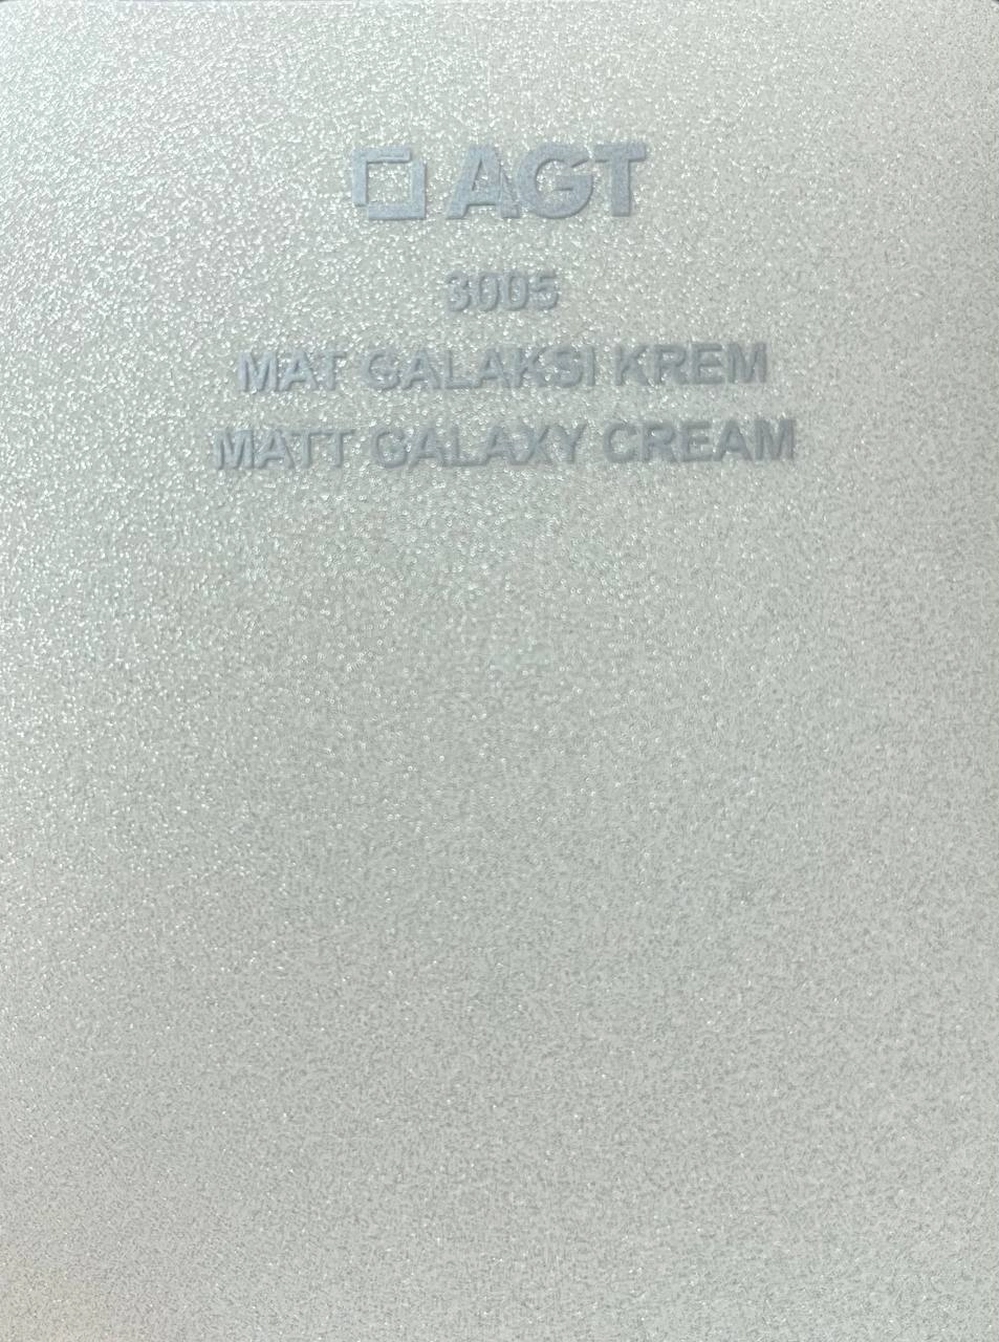 AGT
3005
MAT GALAKSI KREM
MATT GALAXY CREAM